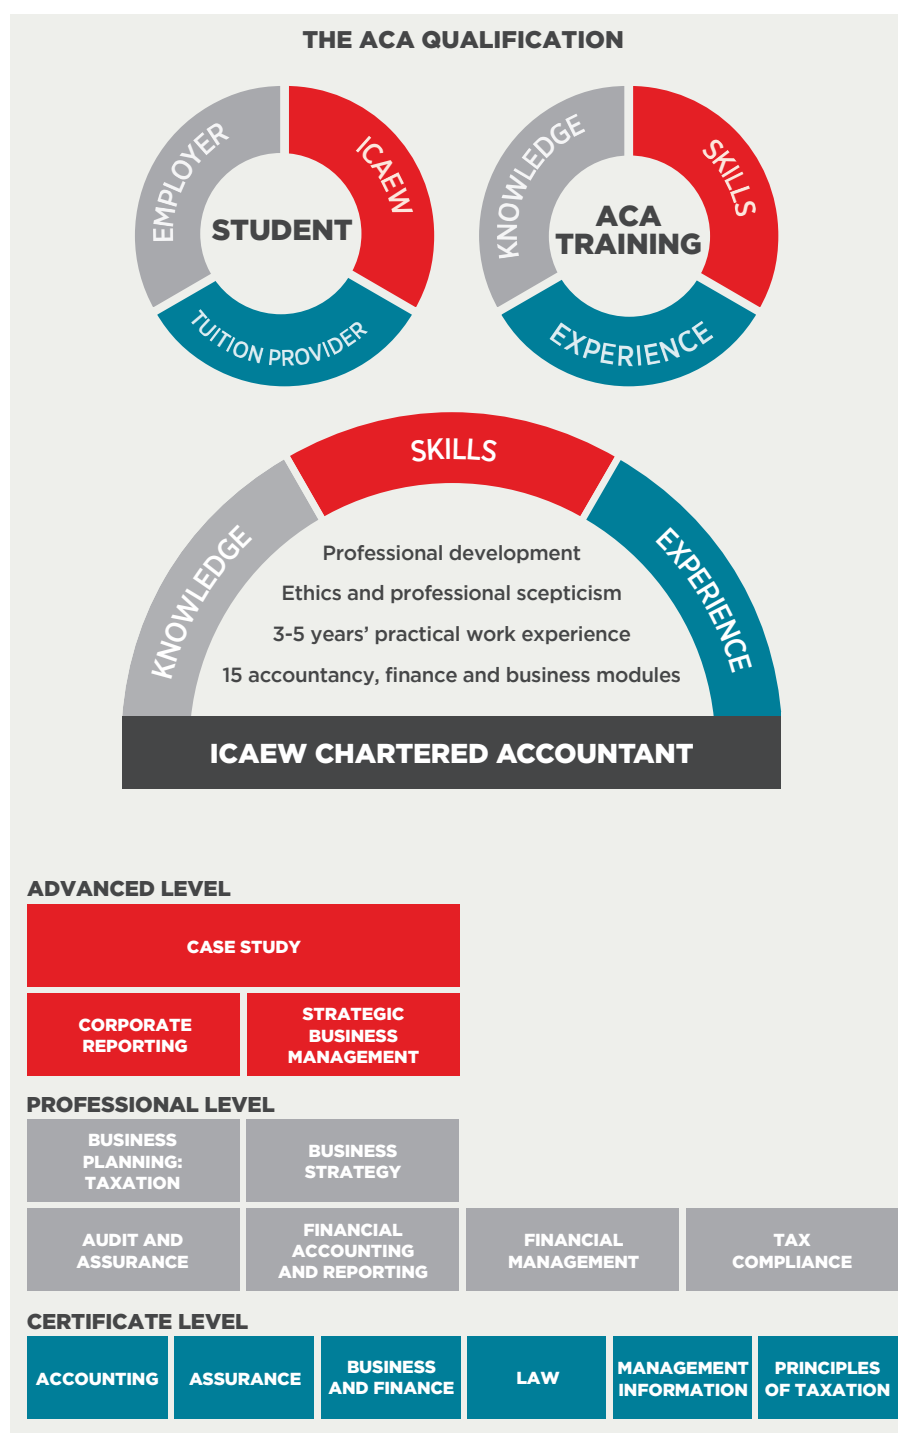 THE ACA QUALIFICATION
EMPLOYER
ICAEW
STUDENT
TUITION PROVIDER
KNOWLEDGE
SKILLS
ACA
TRAINING
EXPERIENCE
SKILLS
KNOWLEDGE
EXPERIENCE
Professional development
Ethics and professional scepticism
3-5 years’ practical work experience
15 accountancy, finance and business modules
ICAEW CHARTERED ACCOUNTANT
ADVANCED LEVEL
CASE STUDY
CORPORATE
REPORTING
STRATEGIC
BUSINESS
MANAGEMENT
PROFESSIONAL LEVEL
BUSINESS
PLANNING:
TAXATION
BUSINESS
STRATEGY
AUDIT AND
ASSURANCE
FINANCIAL
ACCOUNTING
AND REPORTING
FINANCIAL
MANAGEMENT
TAX
COMPLIANCE
CERTIFICATE LEVEL
ACCOUNTING
ASSURANCE
BUSINESS
AND FINANCE
LAW
MANAGEMENT
INFORMATION
PRINCIPLES
OF TAXATION